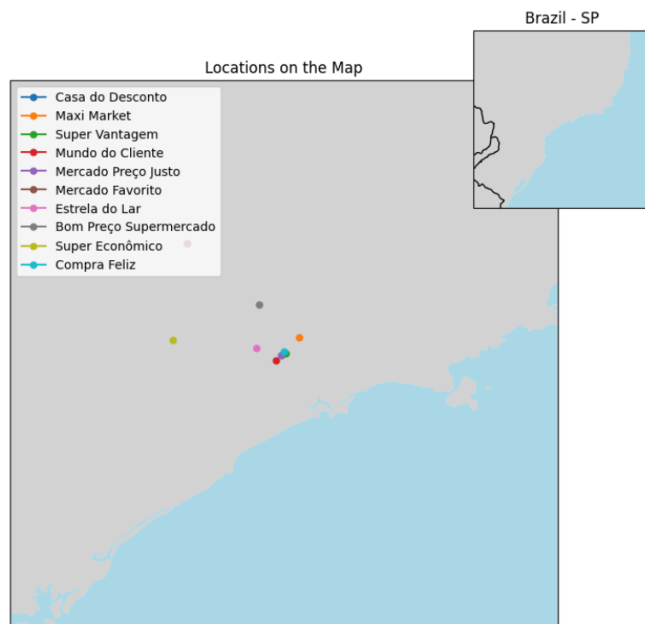 Brazil - SP
Locations on the Map
Casa do Desconto
Maxi Market
Super Vantagem
Mundo do Cliente
Mercado Preço Justo
Mercado Favorito
Estrela do Lar
Bom Preço Supermercado
Super Econômico
Compra Feliz